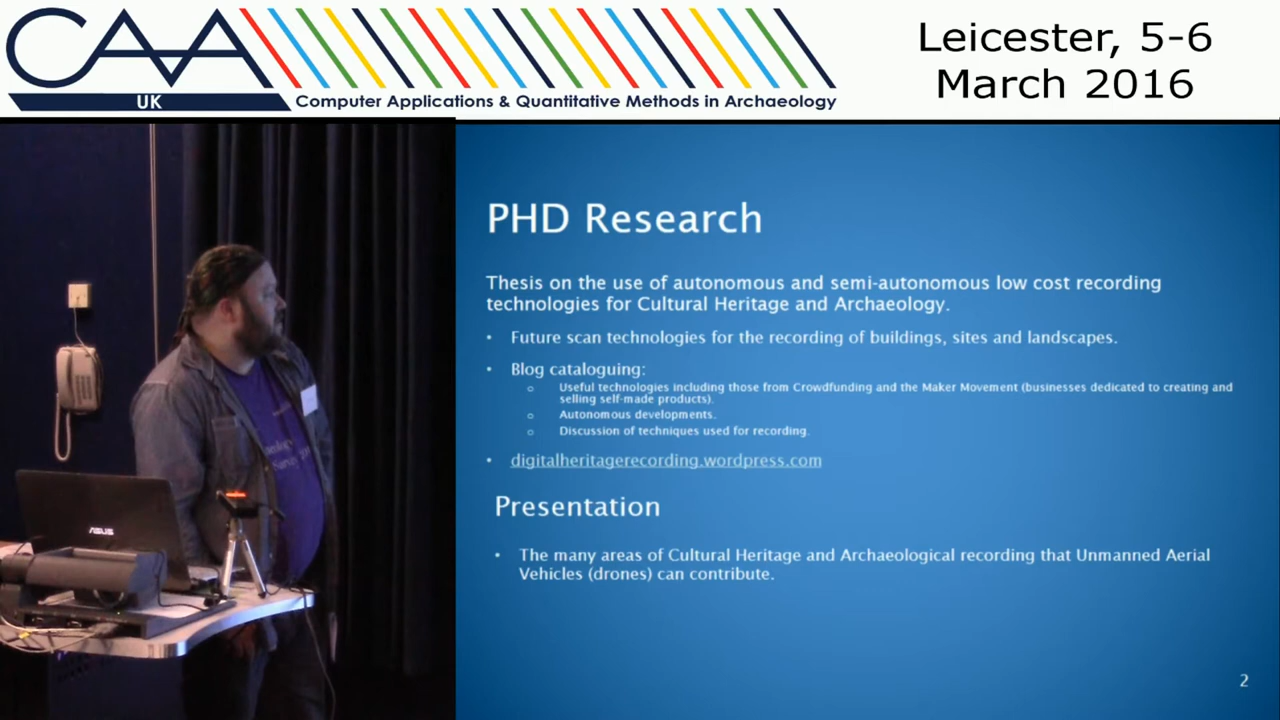 CAA
UK
Computer Applications & Quantitative Methods in Archaeology
Leicester, 5-6
March 2016
PHD Research
Thesis on the use of autonomous and semi-autonomous low cost recording
technologies for Cultural Heritage and Archaeology.
• Future scan technologies for the recording of buildings, sites and landscapes.
• Blog cataloguing:
o Useful technologies including those from Crowdfunding and the Maker Movement (businesses dedicated to creating and
selling self-made products).
o Autonomous developments.
o Discussion of techniques used for recording.
• digitalheritagerecording.wordpress.com
Presentation
• The many areas of Cultural Heritage and Archaeological recording that Unmanned Aerial
Vehicles (drones) can contribute.
2
ASUS